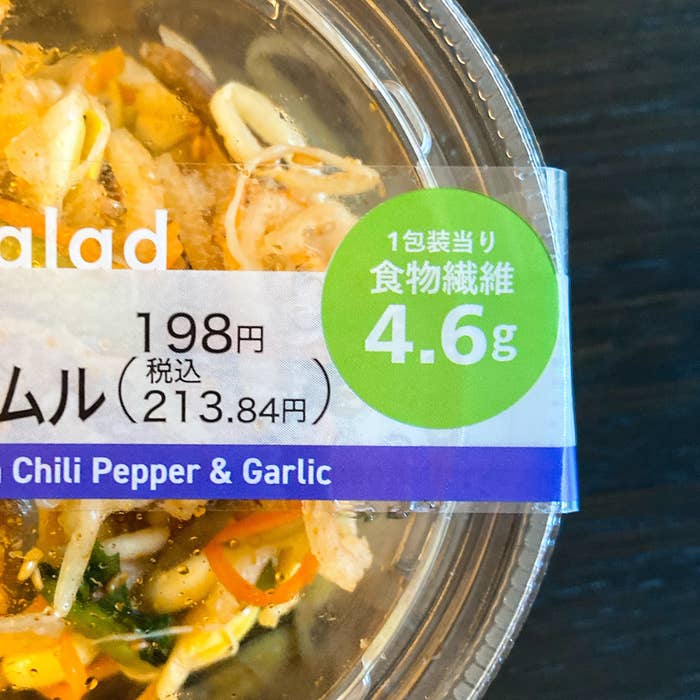 alad
1包装当り
食物繊維
4.6g
198円
ムル(税込
213.84円)
Chili Pepper & Garlic